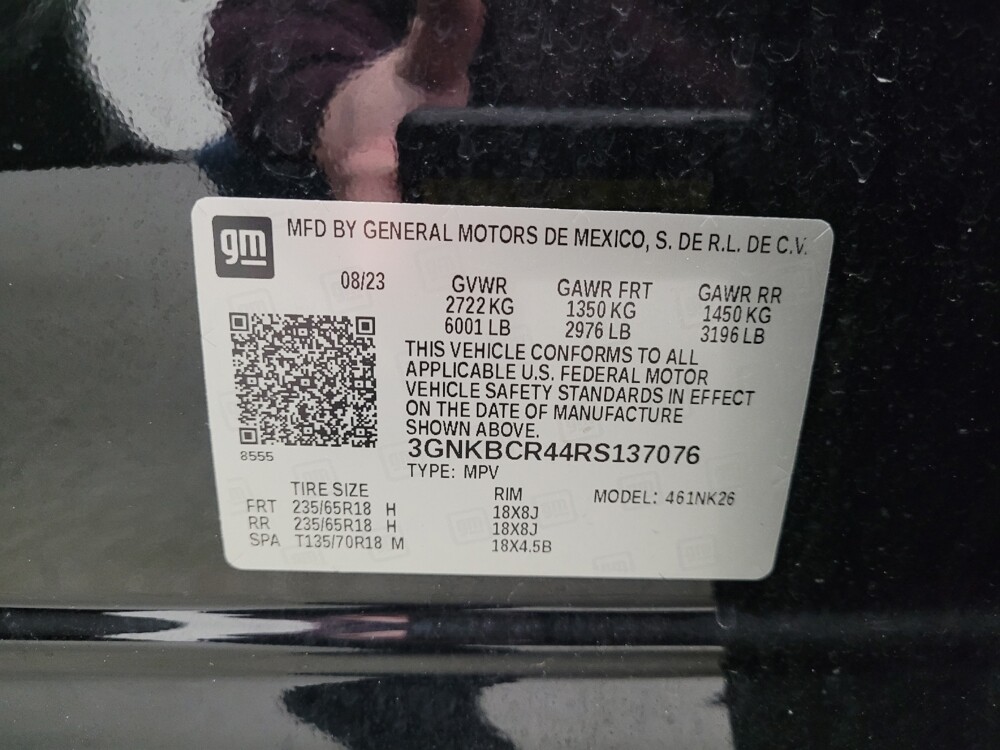 gm
MFD BY GENERAL MOTORS DE MEXICO, S. DE R.L. DE C.V.
08/23 GVWR GAWR FRT GAWR RR
2722 KG 1350 KG 1450 KG
6001 LB 2976 LB 3196 LB
THIS VEHICLE CONFORMS TO ALL
APPLICABLE U.S. FEDERAL MOTOR
VEHICLE SAFETY STANDARDS IN EFFECT
ON THE DATE OF MANUFACTURE
SHOWN ABOVE.
3GNKBCR44RS137076
8555
TYPE: MPV
TIRE SIZE RIM MODEL: 461NK26
FRT 235/65R18 H 18X8J
RR 235/65R18 H 18X8J
SPA T135/70R18 M 18X4.5B